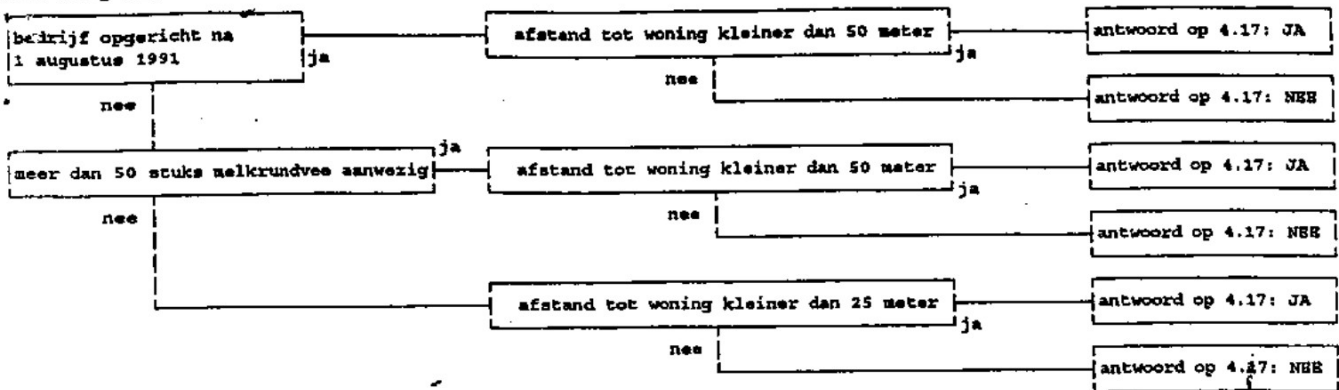 bedrijf opgericht na
1 augustus 1991
ja
afstand tot woning kleiner dan 50 meter
ja
antwoord op 4.17: JA
nee
antwoord op 4.17: NEE
nee
meer dan 50 stuks melkrundvee aanwezig
ja
afstand tot woning kleiner dan 50 meter
ja
antwoord op 4.17: JA
nee
antwoord op 4.17: NEE
nee
afstand tot woning kleiner dan 25 meter
ja
antwoord op 4.17: JA
nee
antwoord op 4.17: NEE